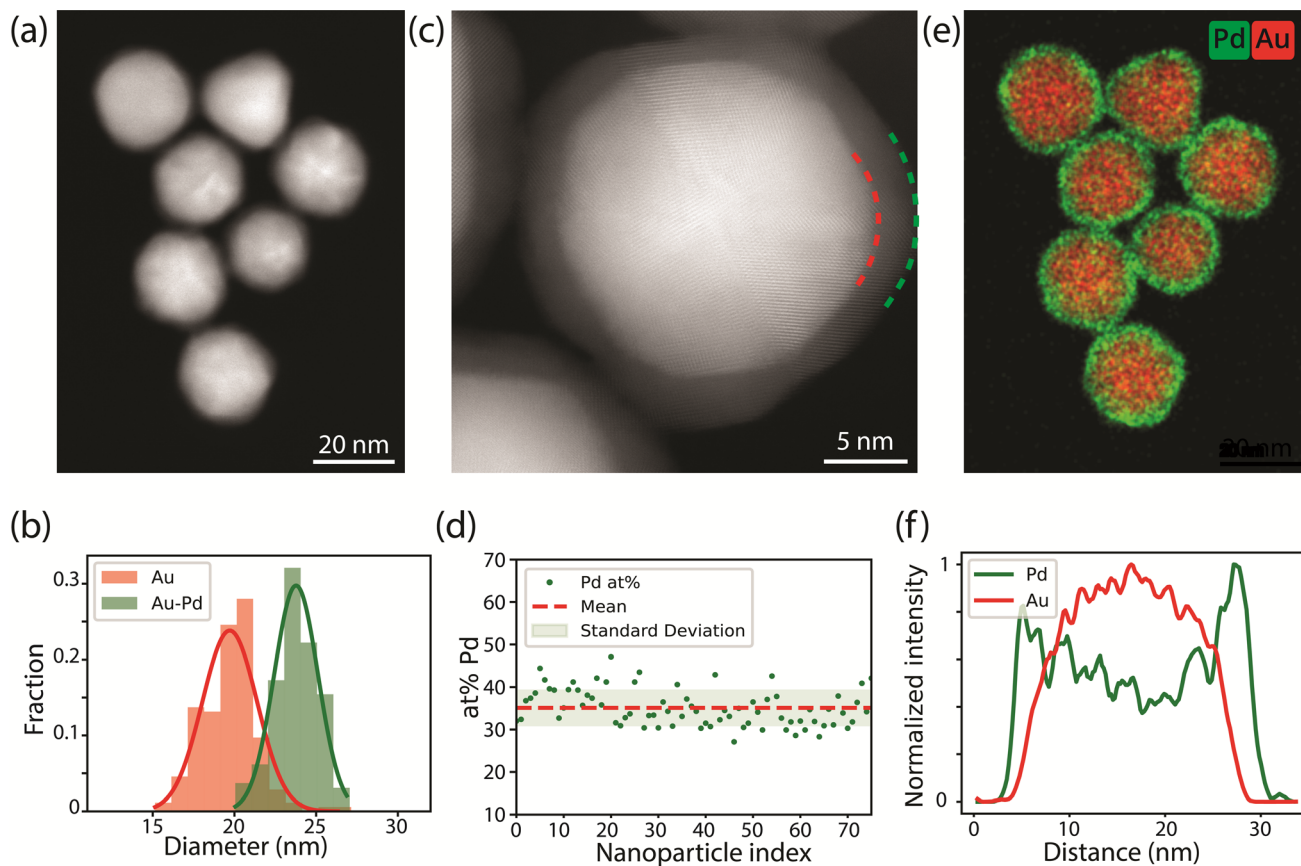 (a)
20 nm
(c)
5 nm
(e)
Pd Au
nm
(b)
Au
Au-Pd
0.3
0.2
0.1
0
Fraction
15 20 25 30
Diameter (nm)
(d)
Pd at%
Mean
Standard Deviation
70
60
50
40
30
20
10
at% Pd
0 10 20 30 40 50 60 70
Nanoparticle index
(f)
Pd
Au
1
0
Normalized intensity
0 10 20 30
Distance (nm)